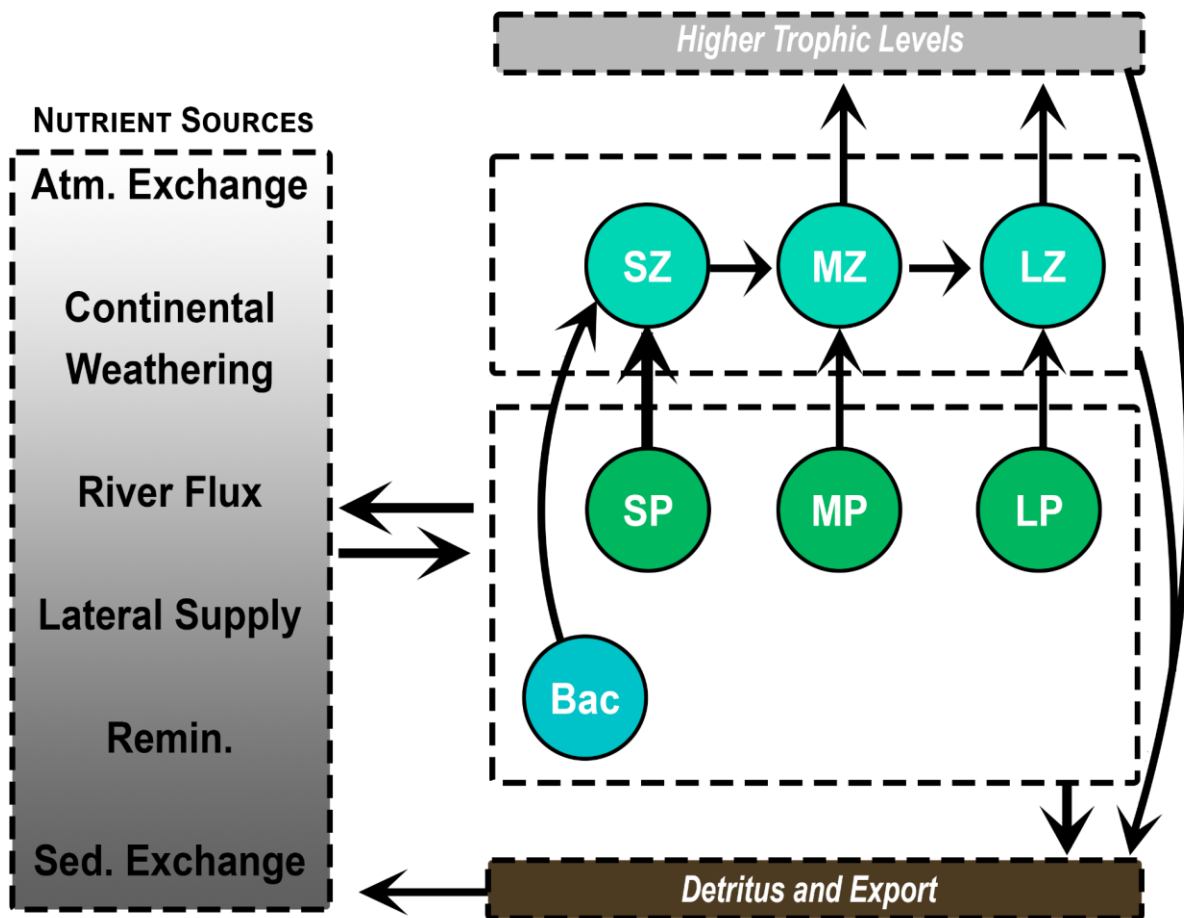 Higher Trophic Levels
NUTRIENT SOURCES
Atm. Exchange
Continental
Weathering
River Flux
Lateral Supply
Remin.
Sed. Exchange
SZ
MZ
LZ
SP
MP
LP
Bac
Detritus and Export